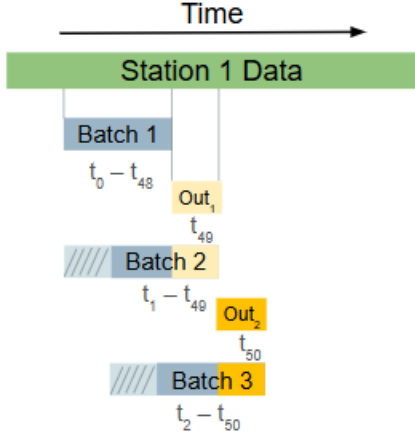 Time
Station 1 Data
Batch 1
t₀ – t₄₈
Out₁
t₄₉
Batch 2
t₁ – t₄₉
Out₂
t₅₀
Batch 3
t₂ – t₅₀